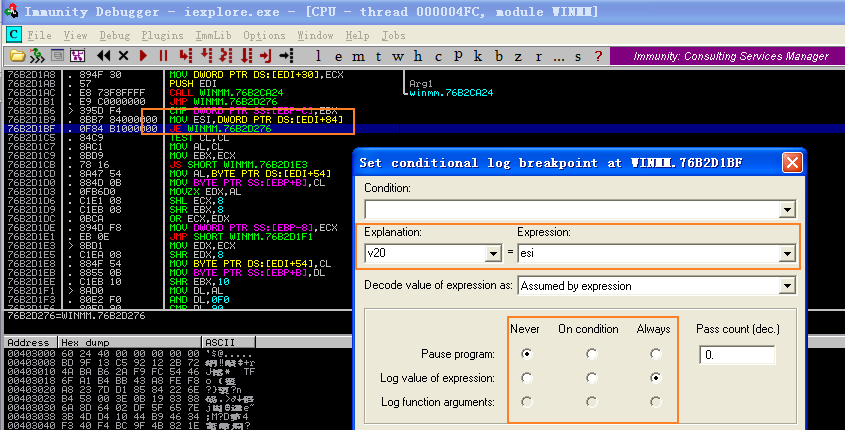 Immunity Debugger - iexplore.exe - [CPU - thread 000004FC, module WINMM]
C File View Debug Plugins ImmLib Options Window Help Jobs
l e m t w h c p k b z r ... s ? Immunity: Consulting Services Manager
76B2D1A8 . 894F 30 MOV DWORD PTR DS:[EDI+30],ECX
76B2D1AB . 57 PUSH EDI Arg1
76B2D1AC . E8 73F8FFFF CALL WINMM.76B2CA24 winmm.76B2CA24
76B2D1B1 . E9 C0000000 JMP WINMM.76B2D276
76B2D1B6 > 395D F4 CMP DWORD PTR SS:[EBP-C],EBX
76B2D1B9 . 8BB7 84000000 MOV ESI,DWORD PTR DS:[EDI+84]
76B2D1BF . 0F84 B1000000 JE WINMM.76B2D276
76B2D1C5 . 84C9 TEST CL,CL
76B2D1C7 . 8AC1 MOV AL,CL
76B2D1C9 . 8BD9 MOV EBX,ECX
76B2D1CB . 78 16 JS SHORT WINMM.76B2D1E3
76B2D1CD . 8A47 54 MOV AL,BYTE PTR DS:[EDI+54]
76B2D1D0 . 884D 0B MOV BYTE PTR SS:[EBP+B],CL
76B2D1D3 . 0FB6D0 MOVZX EDX,AL
76B2D1D6 . C1E1 08 SHL ECX,8
76B2D1D9 . C1EB 08 SHR EBX,8
76B2D1DC . 0BCA OR ECX,EDX
76B2D1DE . 894D F8 MOV DWORD PTR SS:[EBP-8],ECX
76B2D1E1 . EB 0E JMP SHORT WINMM.76B2D1F1
76B2D1E3 > 8BD1 MOV EDX,ECX
76B2D1E5 . C1EA 08 SHR EDX,8
76B2D1E8 . 884F 54 MOV BYTE PTR DS:[EDI+54],CL
76B2D1EB . 8855 0B MOV BYTE PTR SS:[EBP+B],DL
76B2D1EE . C1EB 10 SHR EBX,10
76B2D1F1 > 8AD0 MOV DL,AL
76B2D1F3 . 80E2 F0 AND DL,0F0
76B2D276=WINMM.76B2D276
Address Hex dump ASCII
00403000 60 24 40 00 00 00 00 00 `$@.....
00403008 BD 9F 13 C5 92 12 2B 72
00403010 4A BA B6 2A F9 FC 54 46
00403018 6F A1 B4 BB 43 A8 FE F8
00403020 A8 23 7D D1 85 84 22 6E
00403028 B4 58 00 3E 0B 19 83 88
00403030 6A 8D 64 02 DF 5F 65 7E
00403038 3B 4D D4 10 44 B9 46 34
00403040 F3 40 F4 BC 9F 4B 82 1E
Set conditional log breakpoint at WINMM.76B2D1BF
Condition:
Explanation: Expression:
v20 = esi
Decode value of expression as: Assumed by expression
Never On condition Always Pass count (dec.)
Pause program: 0.
Log value of expression:
Log function arguments: